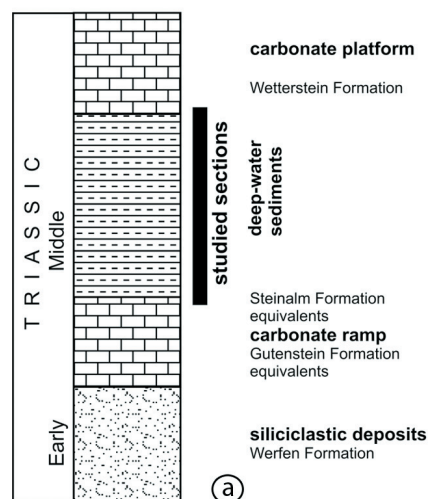 TRIASSIC
Middle
Early
studied sections
deep-water
sediments
carbonate platform
Wetterstein Formation
Steinalm Formation
equivalents
carbonate ramp
Gutenstein Formation
equivalents
siliciclastic deposits
Werfen Formation
a